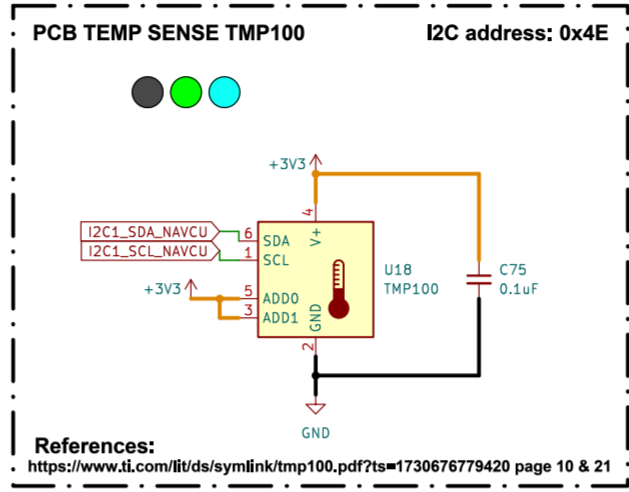 PCB TEMP SENSE TMP100 I2C address: 0x4E
+3V3
4
I2C1_SDA_NAVCU 6 SDA V+
I2C1_SCL_NAVCU 1 SCL
U18 C75
+3V3 TMP100 0.1uF
5 ADD0
3 ADD1 GND
2
GND
References:
https://www.ti.com/lit/ds/symlink/tmp100.pdf?ts=1730676779420 page 10 & 21